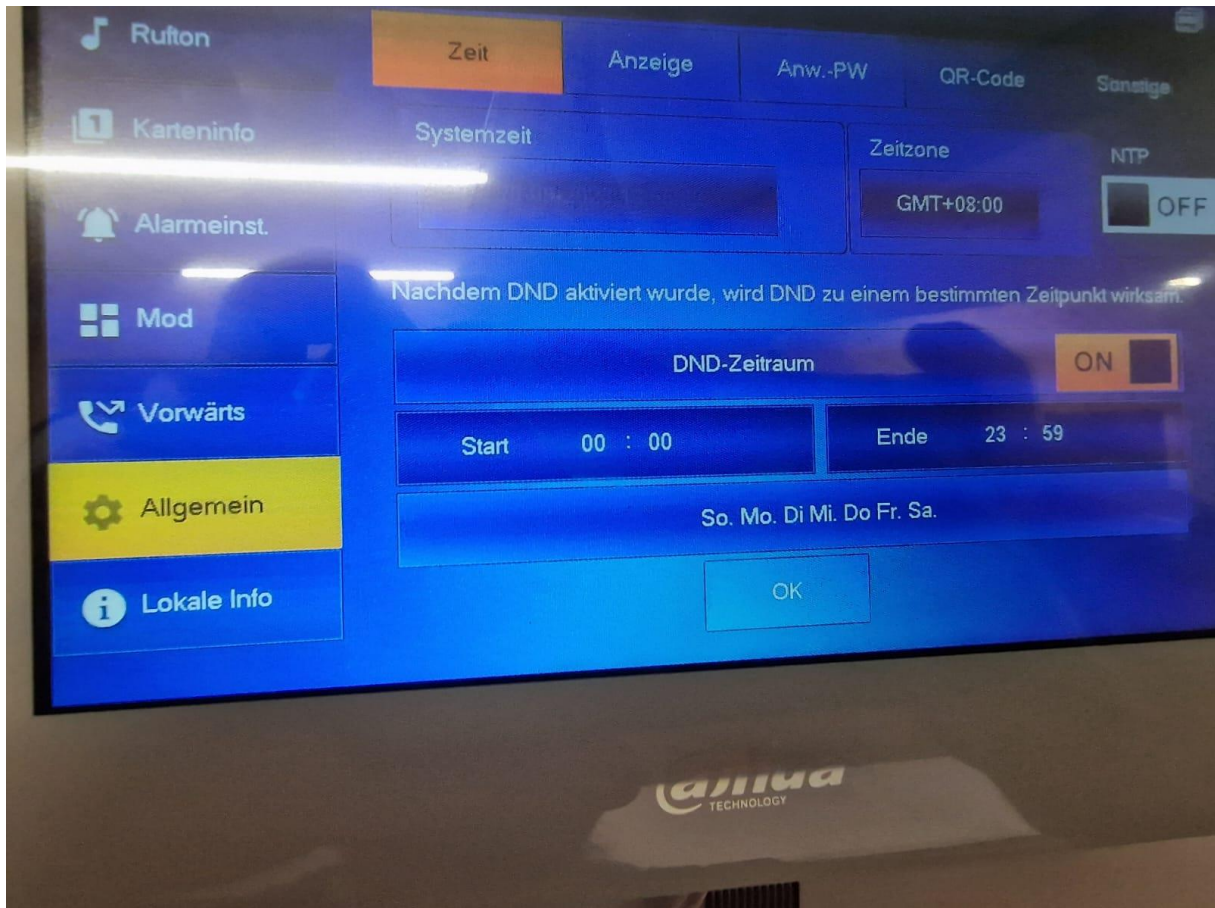 Rufton
Zeit
Anzeige
Anw.-PW
QR-Code
Sonstige
1
Karteninfo
Systemzeit
Zeitzone
NTP
GMT+08:00
OFF
Alarmeinst.
Nachdem DND aktiviert wurde, wird DND zu einem bestimmten Zeitpunkt wirksam.
Mod
DND-Zeitraum
ON
Vorwärts
Start 00 : 00
Ende 23 : 59
Allgemein
So. Mo. Di Mi. Do Fr. Sa.
OK
i
Lokale Info
alhua
TECHNOLOGY